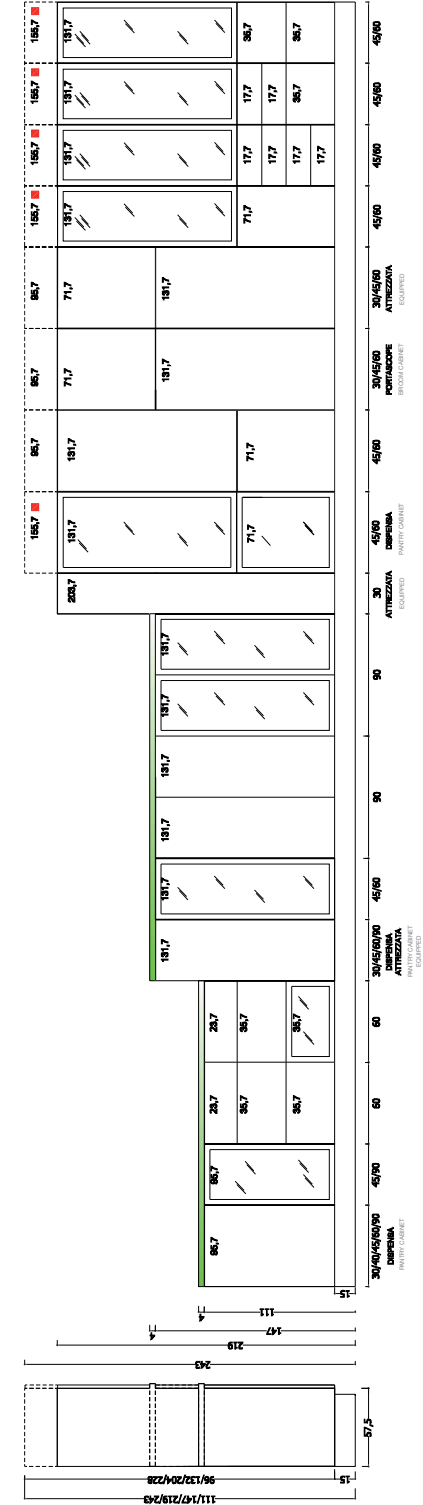 155,7 95,7 95,7 95,7 155,7 155,7 155,7 155,7
203,7 131,7 131,7 71,7 71,7 131,7 131,7 131,7 131,7
131,7 131,7 131,7 131,7 131,7 131,7 131,7 131,7
95,7 95,7 23,7 23,7
35,7 35,7 71,7 71,7 71,7 17,7 17,7 35,7
17,7 17,7
35,7 35,7 17,7 35,7 35,7
17,7
111/147/219/243
96/132/204/228
15
57,5
243
219
147
4
111
4
15
30/40/45/60/90
DISPENSA
PANTRY CABINET
45/90
60
60
30/45/60/90
DISPENSA
ATTREZZATA
PANTRY CABINET
EQUIPPED
45/60
90
90
30
ATTREZZATA
EQUIPPED
45/60
DISPENSA
PANTRY CABINET
45/60
30/45/60
PORTASCOPE
BROOM CABINET
30/45/60
ATTREZZATA
EQUIPPED
45/60
45/60
45/60
45/60